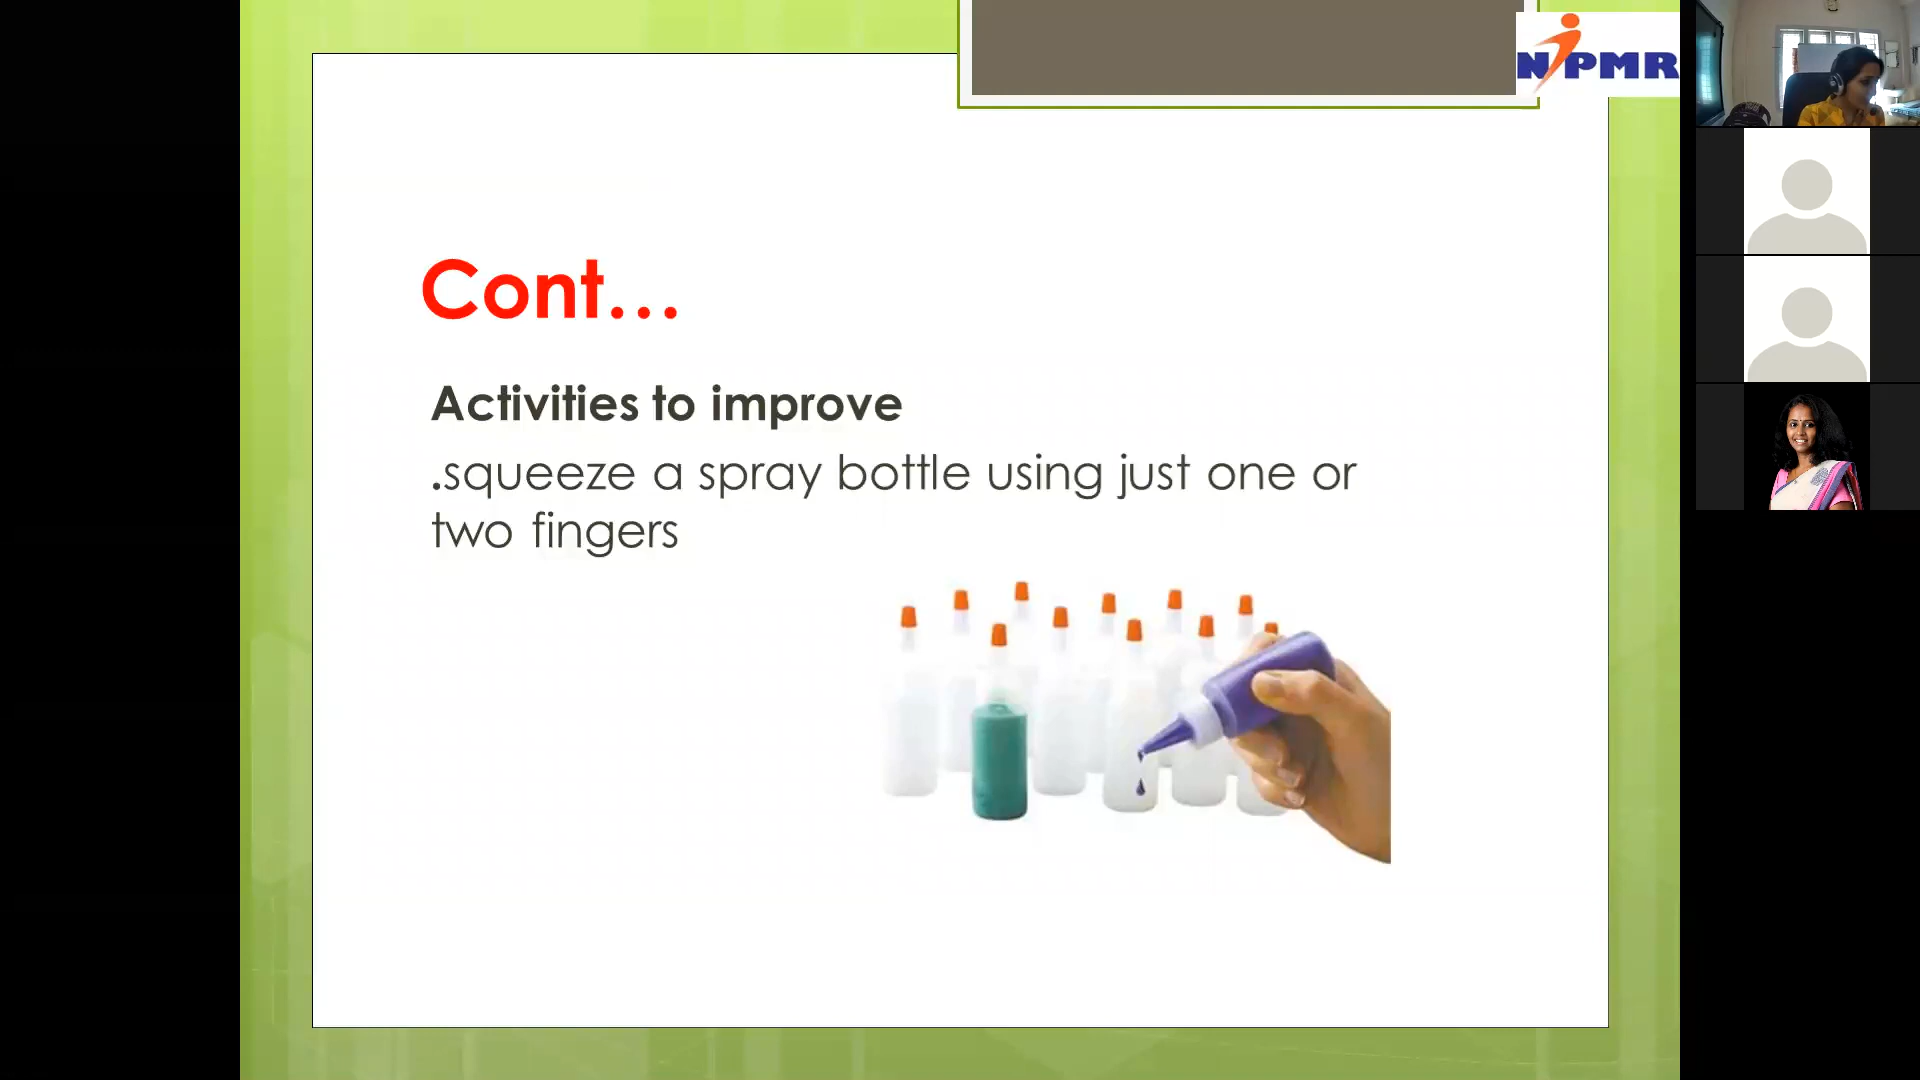 NIPMR
Cont...
Activities to improve
.squeeze a spray bottle using just one or
two fingers